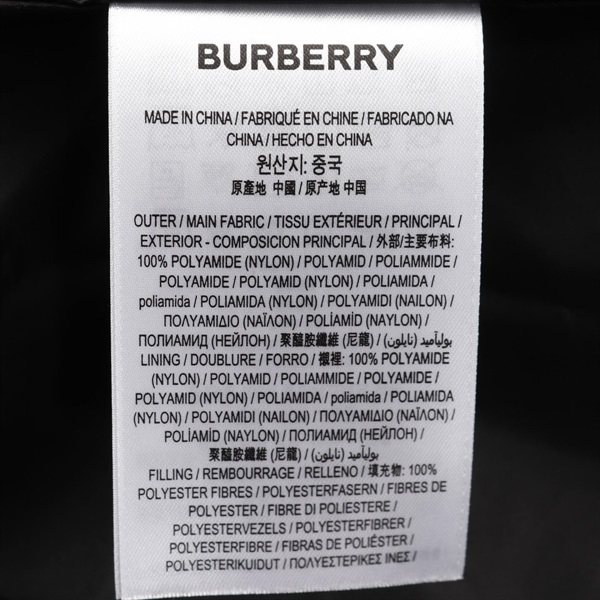 BURBERRY
MADE IN CHINA / FABRIQUÉ EN CHINE / FABRICADO NA
CHINA / HECHO EN CHINA
원산지: 중국
原產地 中國 / 原产地 中国
OUTER / MAIN FABRIC / TISSU EXTÉRIEUR / PRINCIPAL /
EXTERIOR - COMPOSICION PRINCIPAL / 外部/主要布料:
100% POLYAMIDE (NYLON) / POLYAMID / POLIAMMIDE /
POLYAMIDE / POLYAMID (NYLON) / POLIAMIDA /
poliamida / POLIAMIDA (NYLON) / POLYAMIDI (NAILON) /
ΠΟΛΥΑΜΙΔΙΟ (ΝΑΪΛΟΝ) / POLİAMİD (NAYLON) /
ПОЛИАМИД (НЕЙЛОН) / 聚醯胺纖維 (尼龍) / بوليآميد (نايلون) /
LINING / DOUBLURE / FORRO / 襯裡: 100% POLYAMIDE
(NYLON) / POLYAMID / POLIAMMIDE / POLYAMIDE /
POLYAMID (NYLON) / POLIAMIDA / poliamida / POLIAMIDA
(NYLON) / POLYAMIDI (NAILON) / ΠΟΛΥΑΜΙΔΙΟ (ΝΑΪΛΟΝ) /
POLİAMİD (NAYLON) / ПОЛИАМИД (НЕЙЛОН) /
聚醯胺纖維 (尼龍) / بوليآميد (نايلون) /
FILLING / REMBOURRAGE / RELLENO / 填充物: 100%
POLYESTER FIBRES / POLYESTERFASERN / FIBRES DE
POLYESTER / FIBRE DI POLIESTERE /
POLYESTERVEZELS / POLYESTERFIBRER /
POLYESTERFIBRE / FIBRAS DE POLIÉSTER /
POLYESTERIKUIDUT / ΠΟΛΥΕΣΤΕΡΙΚΕΣ ΙΝΕΣ /